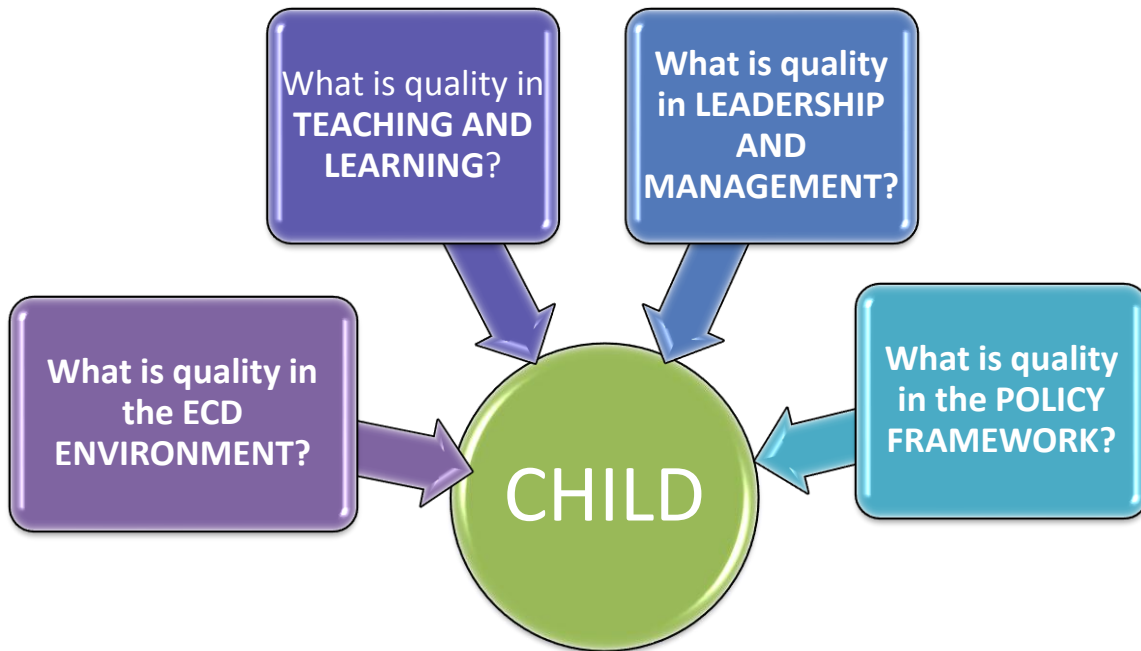 What is quality in
TEACHING AND
LEARNING?
What is quality
in LEADERSHIP
AND
MANAGEMENT?
What is quality in
the ECD
ENVIRONMENT?
What is quality
in the POLICY
FRAMEWORK?
CHILD